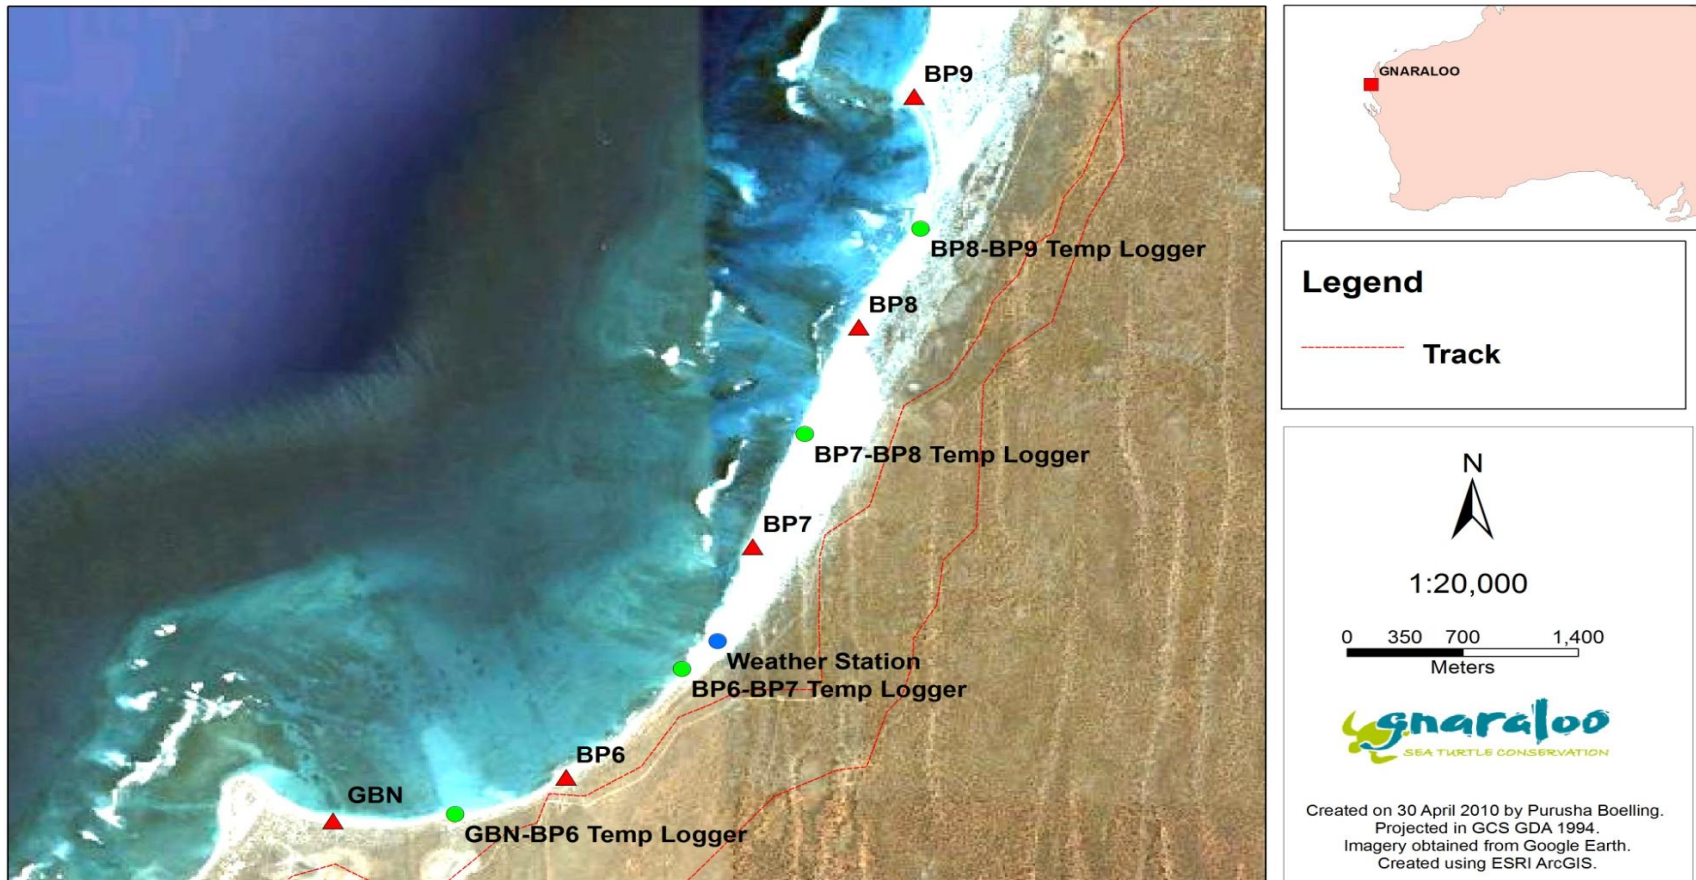 BP9
BP8-BP9 Temp Logger
BP8
BP7-BP8 Temp Logger
BP7
Weather Station
BP6-BP7 Temp Logger
BP6
GBN
GBN-BP6 Temp Logger
GNARALOO
Legend
Track
N
1:20,000
0 350 700 1,400
Meters
gnaraloo
SEA TURTLE CONSERVATION
Created on 30 April 2010 by Purusha Boelling.
Projected in GCS GDA 1994.
Imagery obtained from Google Earth.
Created using ESRI ArcGIS.